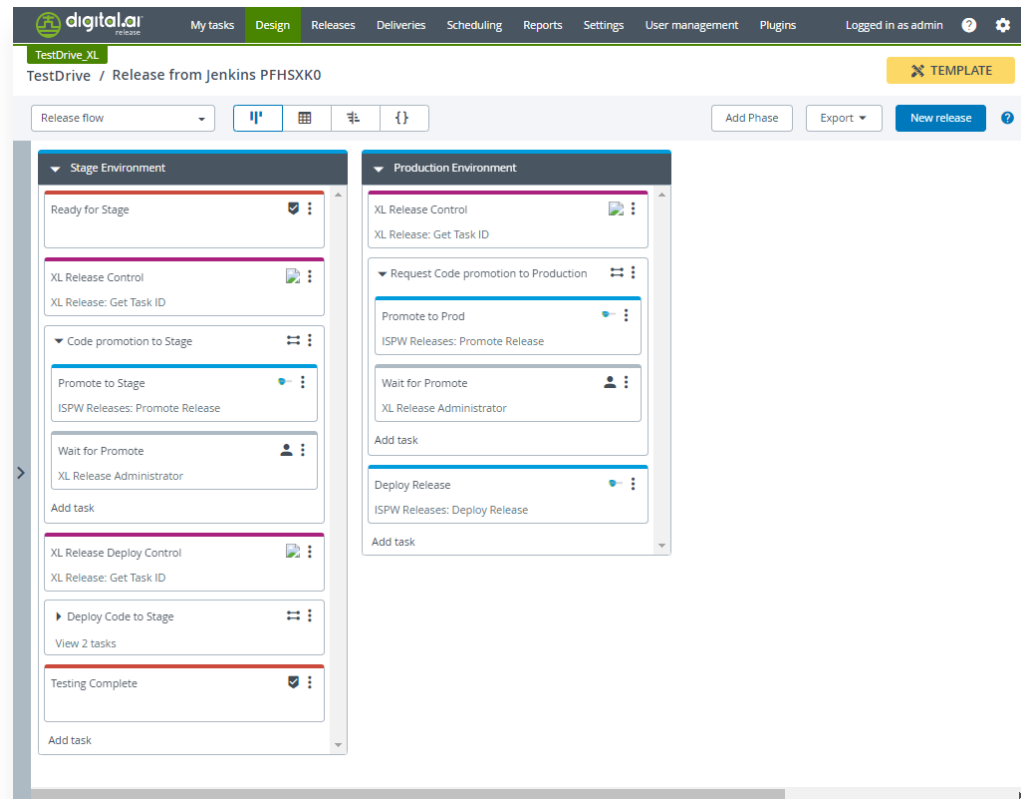 digital.ai
release
My tasks Design Releases Deliveries Scheduling Reports Settings User management Plugins Logged in as admin ?
TestDrive_XL
TestDrive / Release from Jenkins PFHSXK0
TEMPLATE
Release flow
{}
Add Phase
Export
New release
?
Stage Environment
Ready for Stage
XL Release Control
XL Release: Get Task ID
Code promotion to Stage
Promote to Stage
ISPW Releases: Promote Release
Wait for Promote
XL Release Administrator
Add task
XL Release Deploy Control
XL Release: Get Task ID
Deploy Code to Stage
View 2 tasks
Testing Complete
Add task
Production Environment
XL Release Control
XL Release: Get Task ID
Request Code promotion to Production
Promote to Prod
ISPW Releases: Promote Release
Wait for Promote
XL Release Administrator
Add task
Deploy Release
ISPW Releases: Deploy Release
Add task